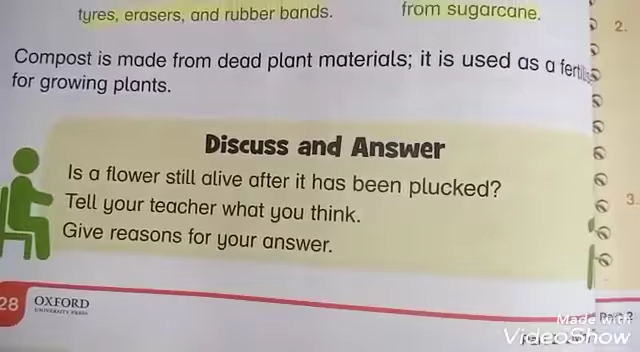 tyres, erasers, and rubber bands.
from sugarcane.
2.
Compost is made from dead plant materials; it is used as a
for growing plants.
Discuss and Answer
Is a flower still alive after it has been plucked?
Tell your teacher what you think.
Give reasons for your answer.
3.
28
OXFORD
UNIVERSITY PRESS
Made with
VideoShow